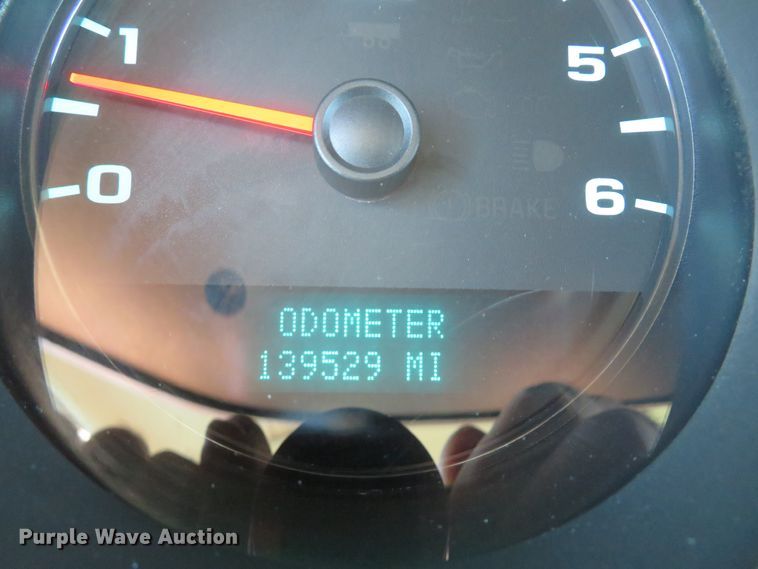 1
5
0
6
BRAKE
ODOMETER
139529 MI
Purple Wave Auction